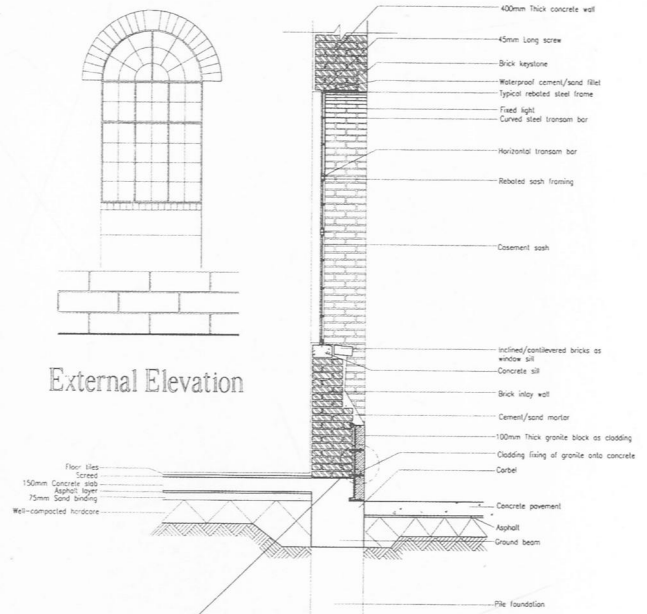 400mm Thick concrete wall
45mm Long screw
Brick keystone
Waterproof cement/sand fillet
Typical rebated steel frame
Fixed light
Curved steel transom bar
Horizontal transom bar
Rebated sash framing
Casement sash
Inclined/cantilevered bricks as
window sill
Concrete sill
Brick inlay wall
Cement/sand mortar
100mm Thick granite block as cladding
Cladding fixing of granite onto concrete
Corbel
Concrete pavement
Asphalt
Ground beam
Pile foundation
External Elevation
Floor tiles
Screed
150mm Concrete slab
Asphalt layer
75mm Sand binding
Well-compacted hardcore